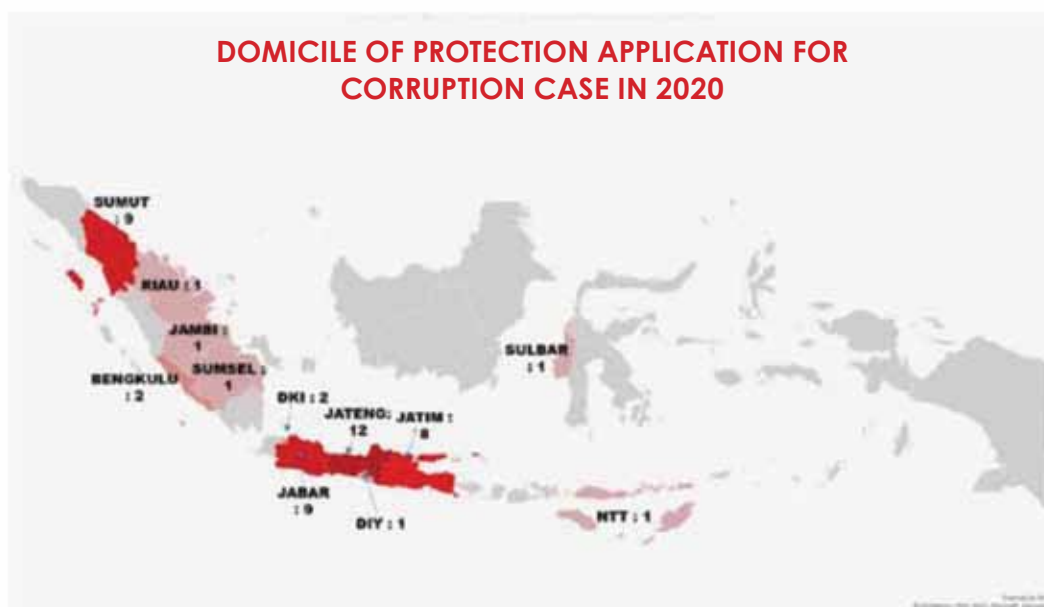 DOMICILE OF PROTECTION APPLICATION FOR
CORRUPTION CASE IN 2020
SUMUT
: 9
RIAU : 1
JAMBI :
1
SUMSEL :
1
BENGKULU
: 2
SULBAR
: 1
DKI : 2
JATENG:
12
JATIM :
8
JABAR
: 9
DIY : 1
NTT : 1